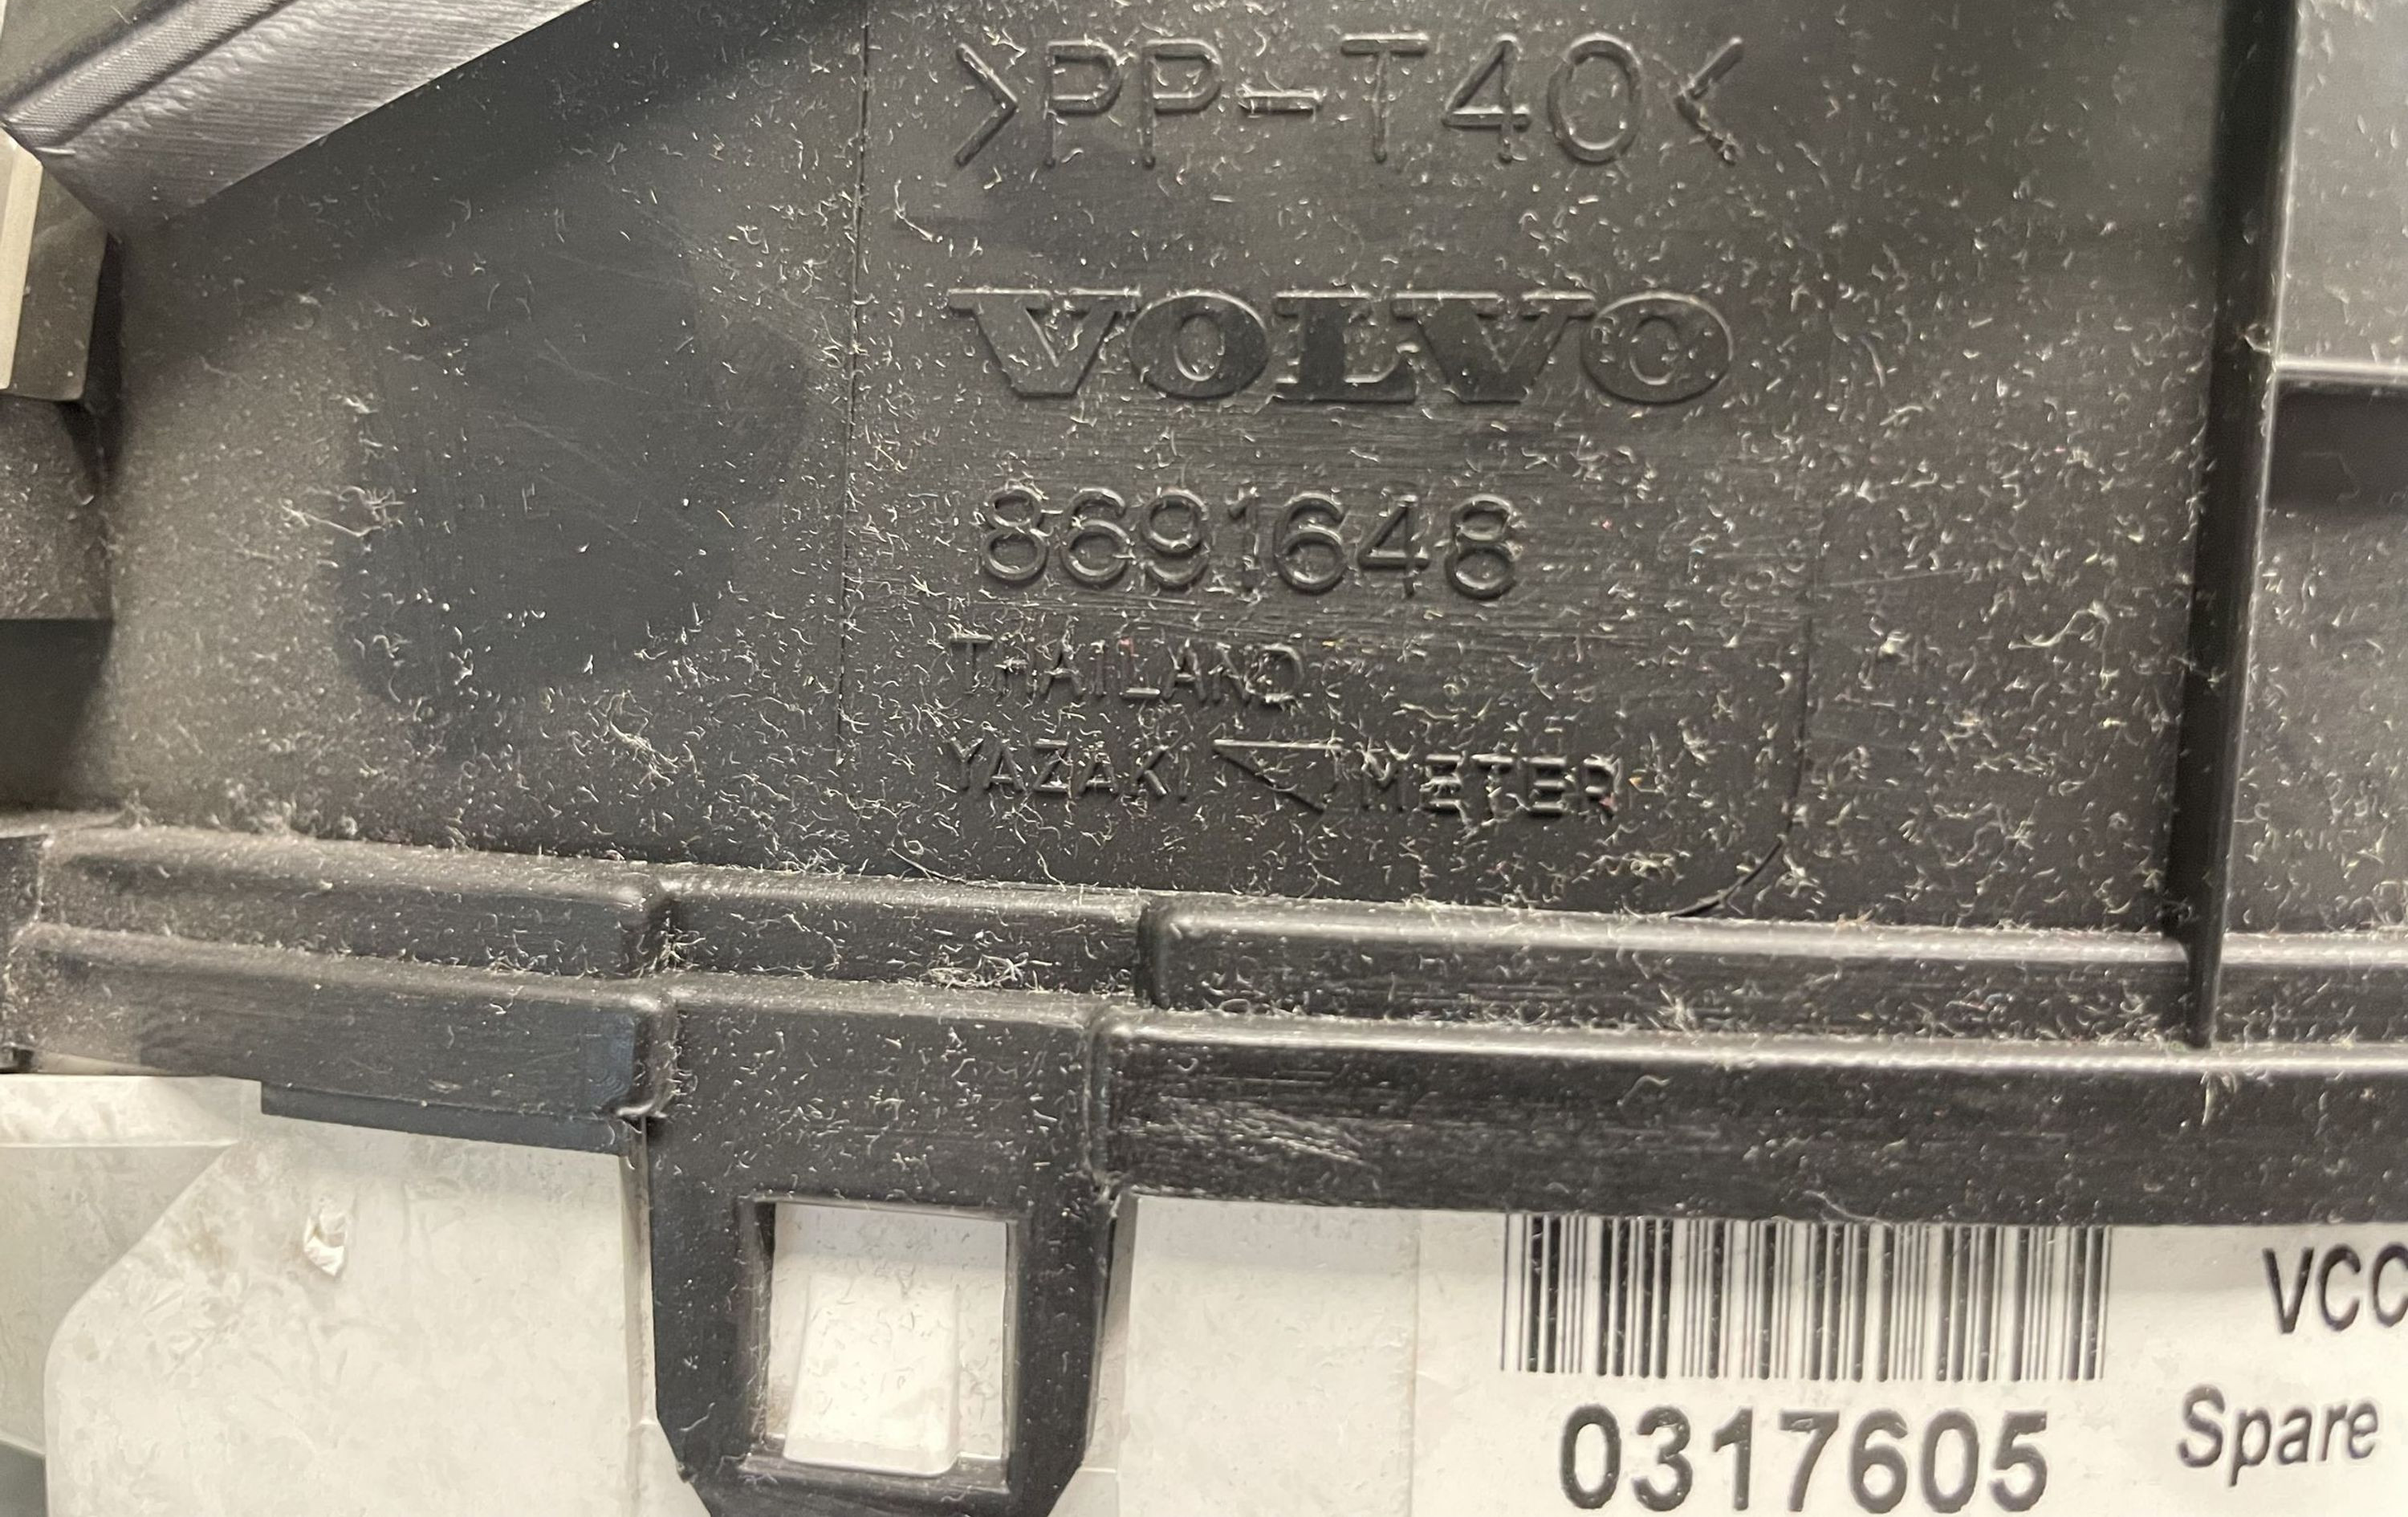 >PP-T40<
VOLVO
8691648
THAILAND
YAZAKI METER
VCC
0317605
Spare